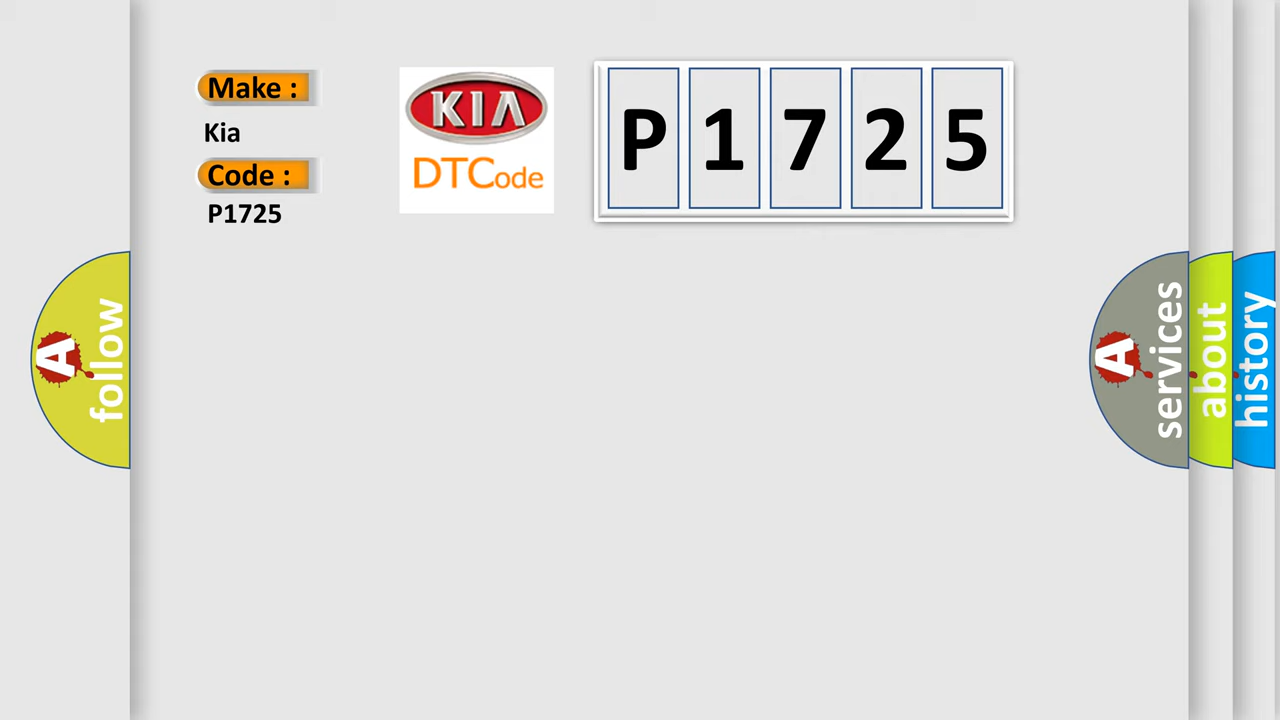 Make :
Kia
Code :
P1725
KIA
DTCode
P 1 7 2 5
A follow
A services
about
history